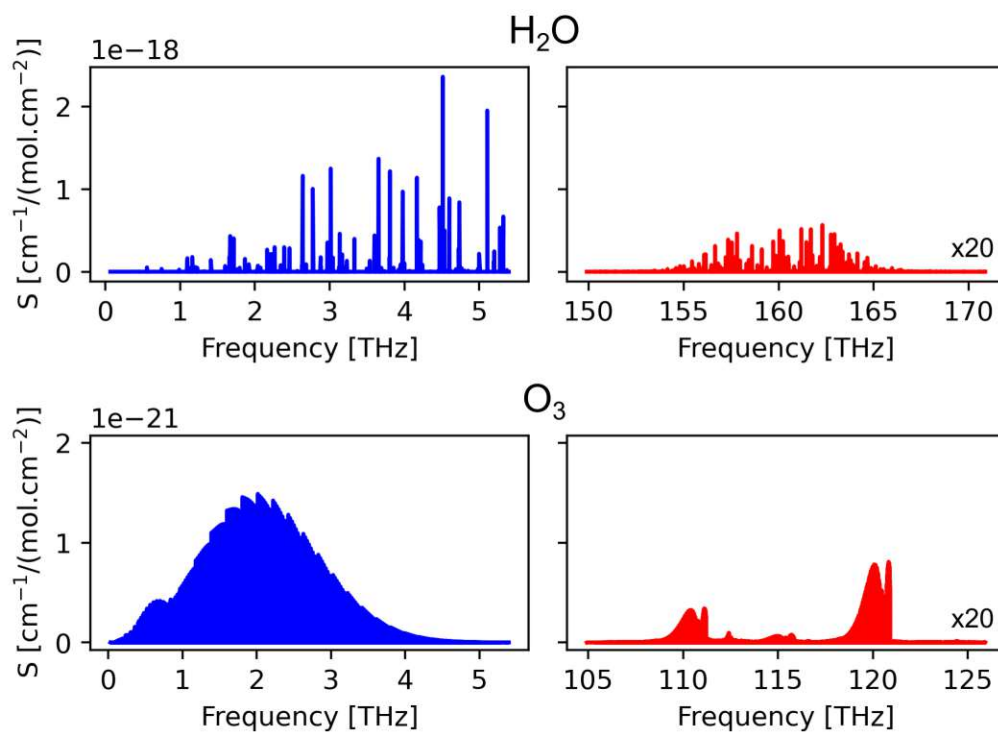 H₂O
1e−18
S [cm⁻¹/(mol.cm⁻²)]
2
1
0
0 1 2 3 4 5
Frequency [THz]
x20
150 155 160 165 170
Frequency [THz]
O₃
1e−21
S [cm⁻¹/(mol.cm⁻²)]
2
1
0
0 1 2 3 4 5
Frequency [THz]
x20
105 110 115 120 125
Frequency [THz]